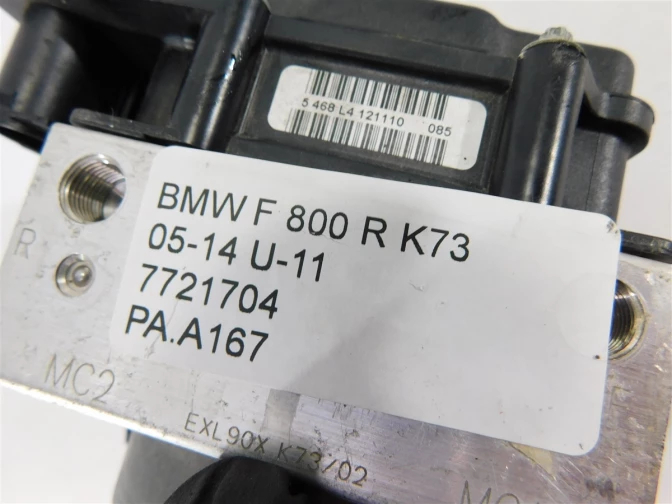 5 468 L4 121110 085
BMW F 800 R K73
05-14 U-11
7721704
PA.A167
R
MC2
EXL90X K73/02